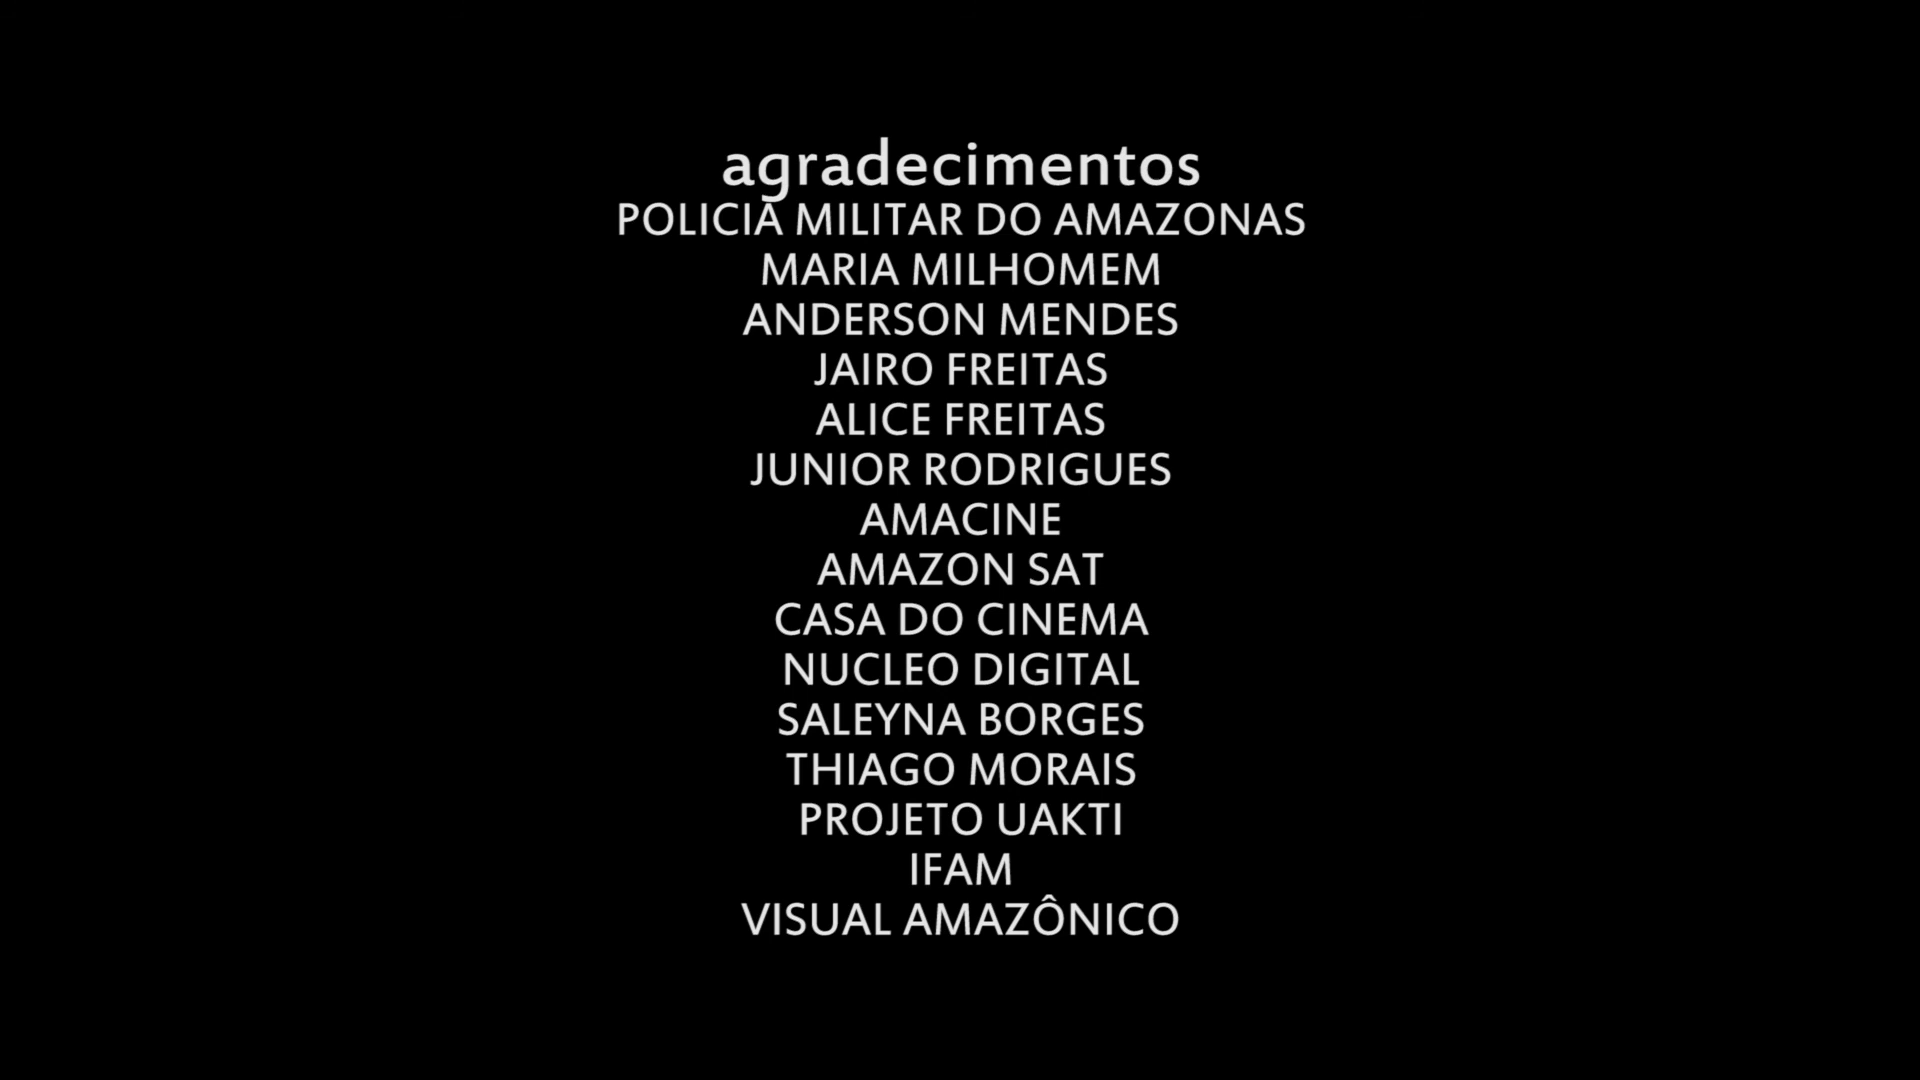 agradecimentos
POLICIA MILITAR DO AMAZONAS
MARIA MILHOMEM
ANDERSON MENDES
JAIRO FREITAS
ALICE FREITAS
JUNIOR RODRIGUES
AMACINE
AMAZON SAT
CASA DO CINEMA
NUCLEO DIGITAL
SALEYNA BORGES
THIAGO MORAIS
PROJETO UAKTI
IFAM
VISUAL AMAZÔNICO